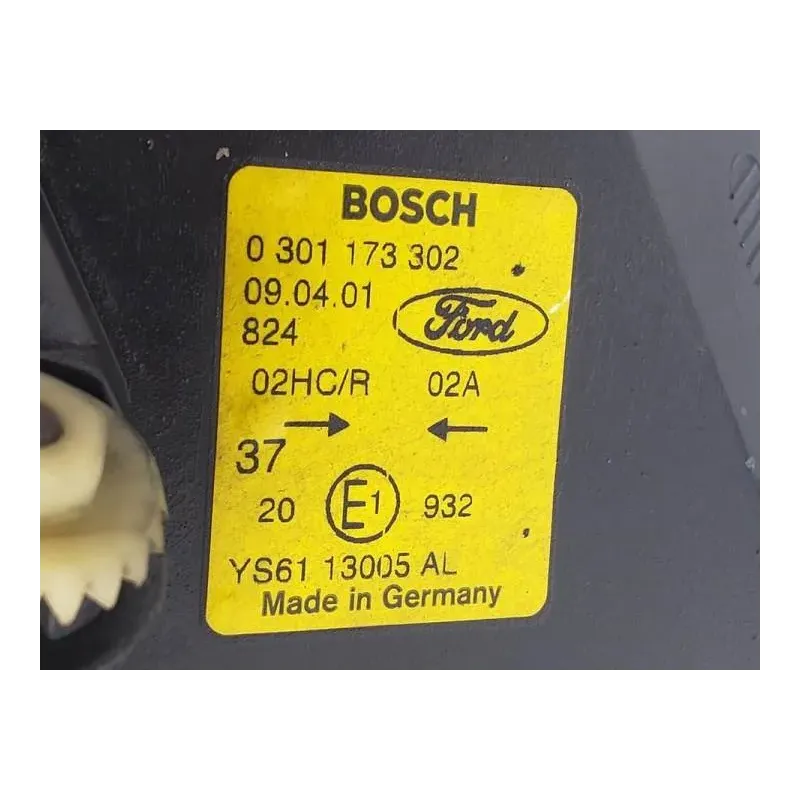 BOSCH
0 301 173 302
09.04.01
824
Ford
02HC/R 02A
37
20 E1 932
YS61 13005 AL
Made in Germany